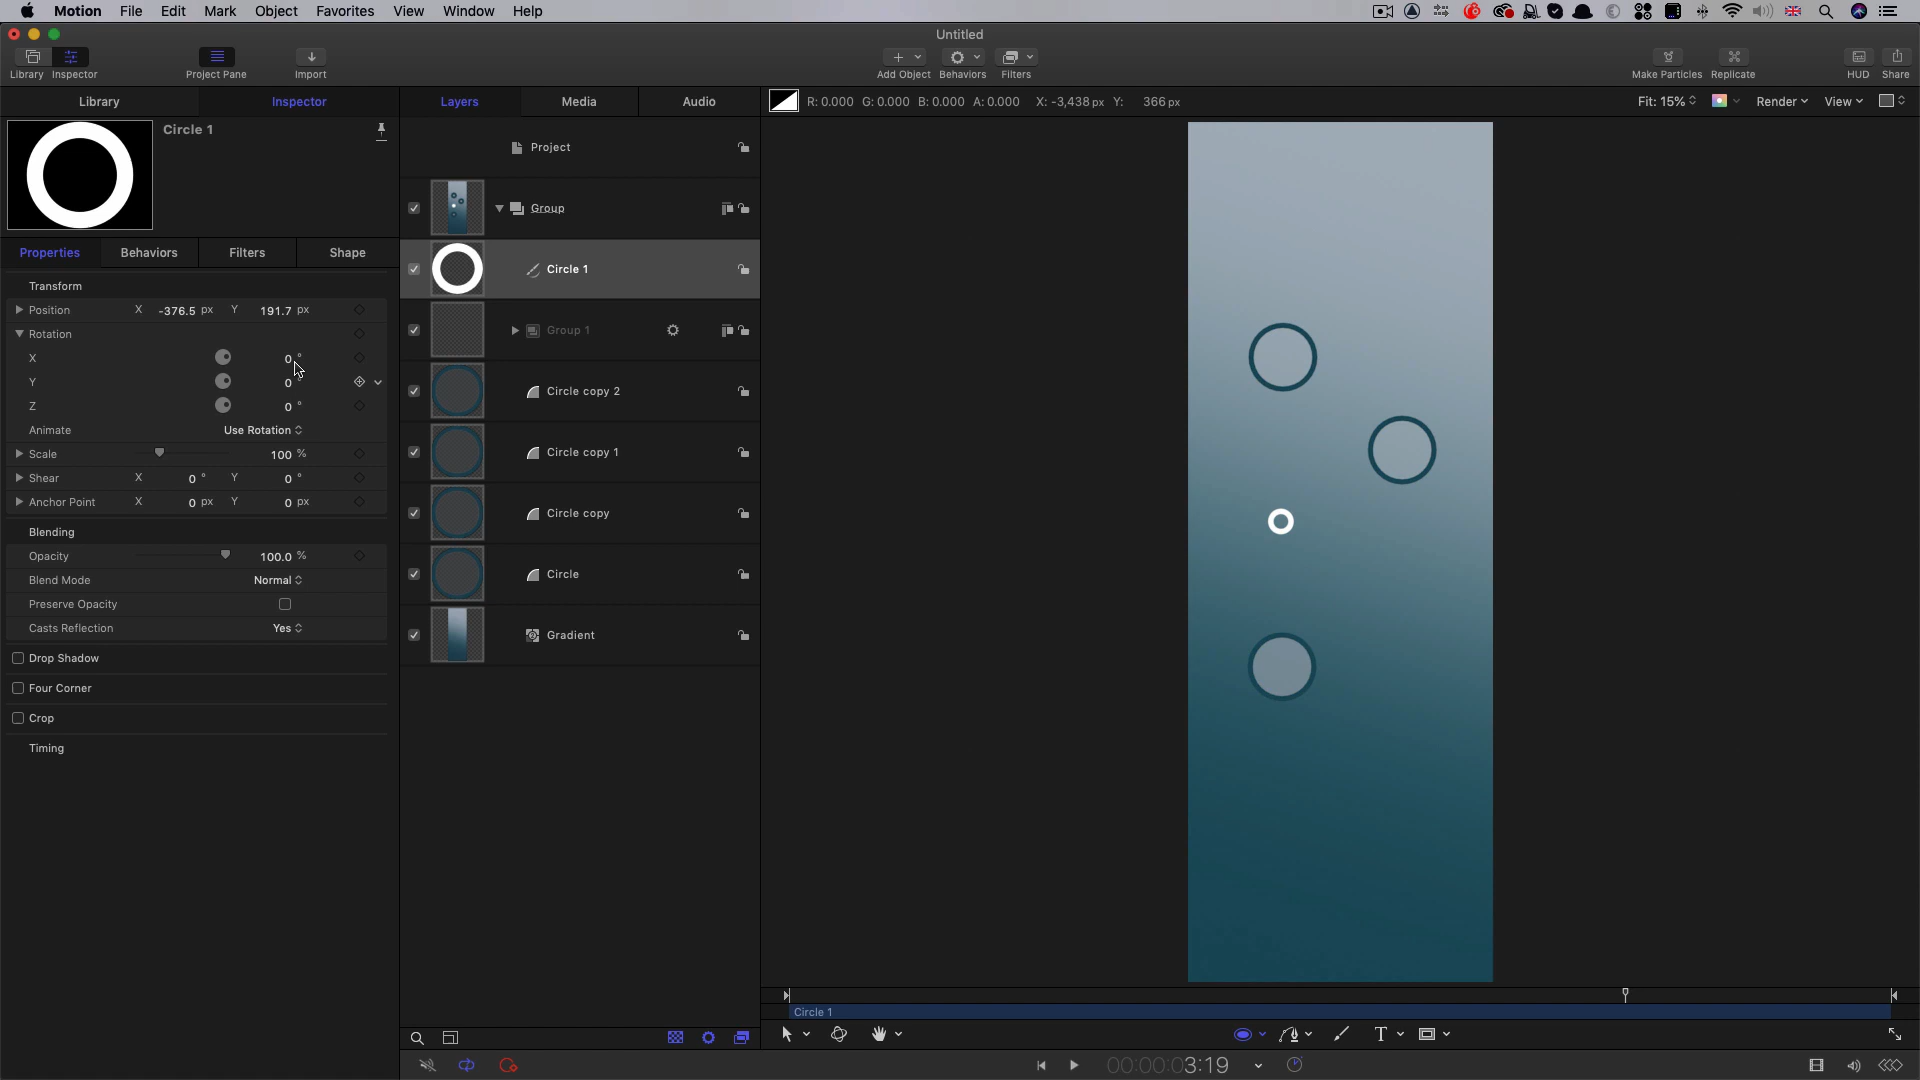 Motion File Edit Mark Object Favorites View Window Help
Untitled
Library Inspector Project Pane Import Add Object Behaviors Filters Make Particles Replicate HUD Share
Library Inspector Layers Media Audio R: 0.000 G: 0.000 B: 0.000 A: 0.000 X: -3,438 px Y: 366 px Fit: 15% Render View
Circle 1
Project
Group
Properties Behaviors Filters Shape
Circle 1
Transform
Position X -376.5 px Y 191.7 px
Rotation
Group 1
X 0 °
Y 0 °
Circle copy 2
Z 0 °
Animate Use Rotation
Scale 100 %
Circle copy 1
Shear X 0 ° Y 0 °
Anchor Point X 0 px Y 0 px
Circle copy
Blending
Opacity 100.0 %
Circle
Blend Mode Normal
Preserve Opacity
Casts Reflection Yes
Gradient
Drop Shadow
Four Corner
Crop
Timing
Circle 1
T
00:00:03:19